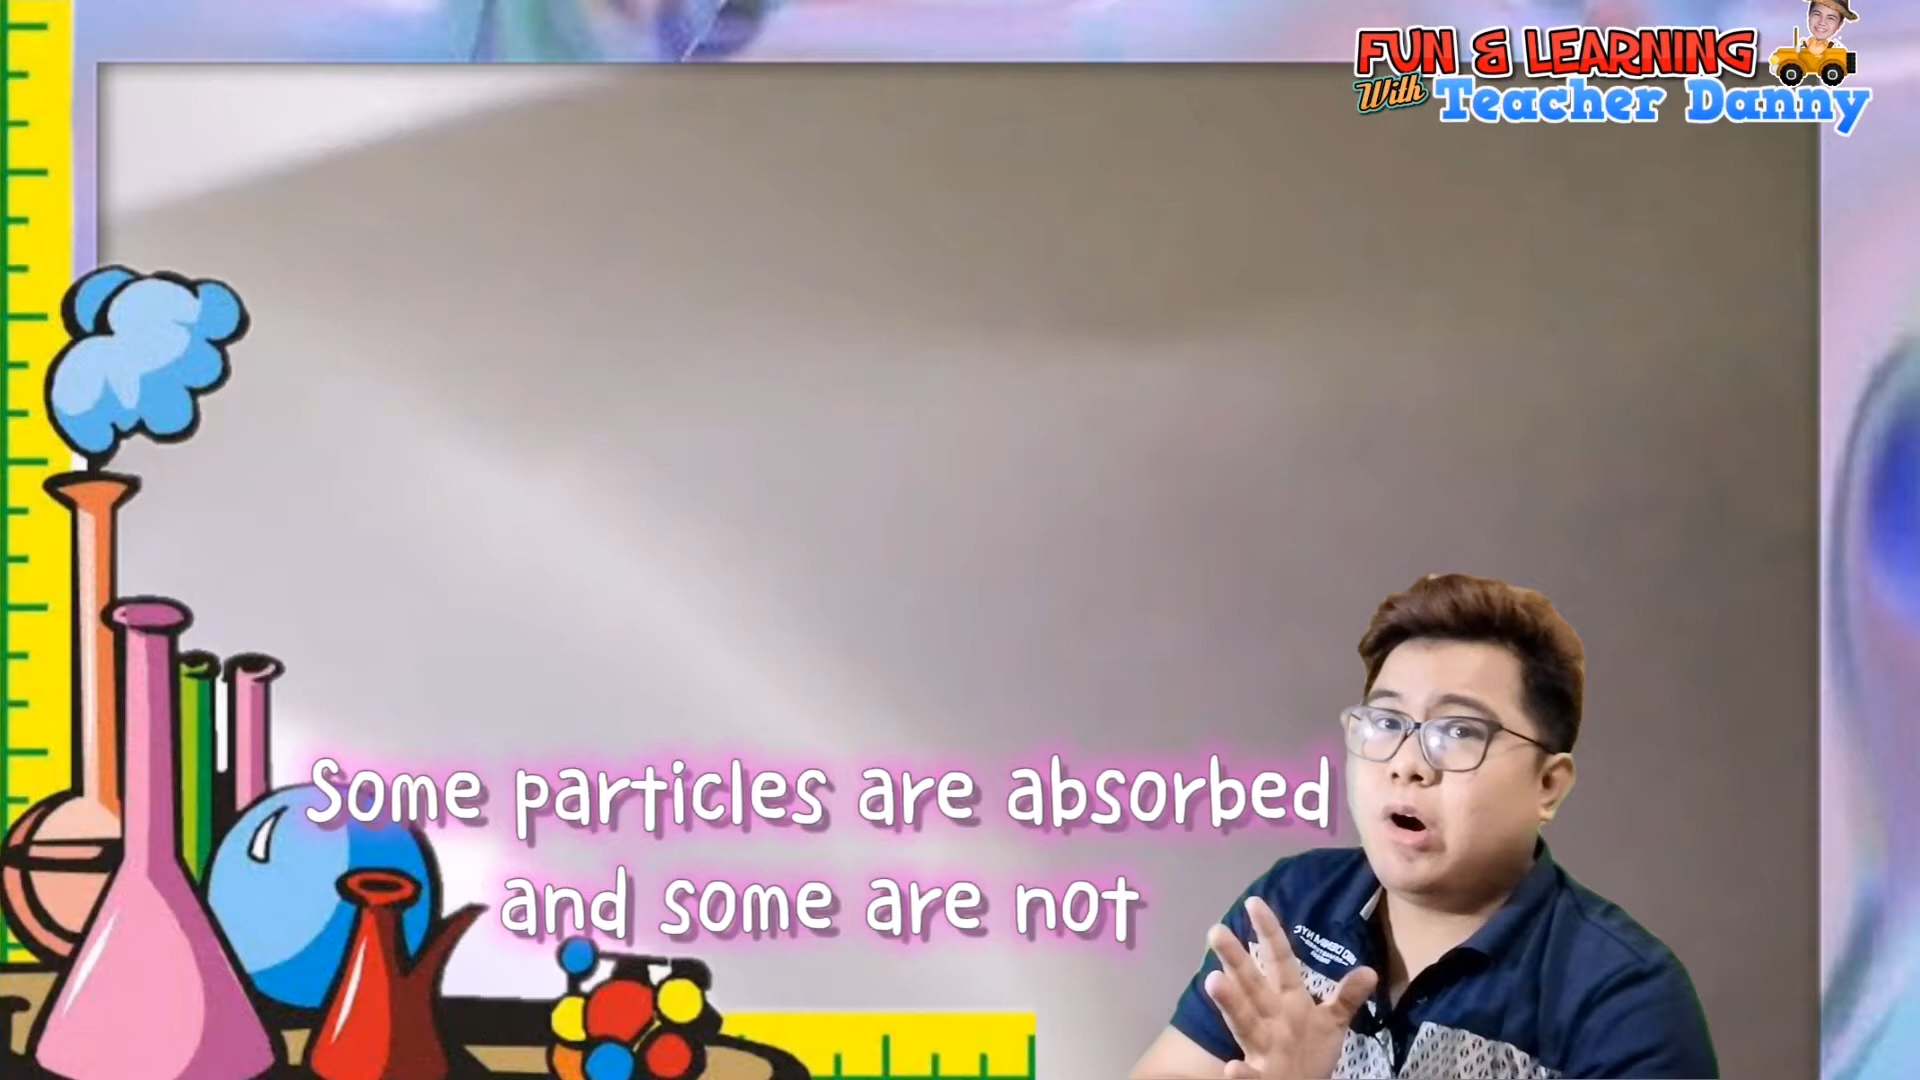 FUN & LEARNING
With Teacher Danny
Some particles are absorbed
and some are not